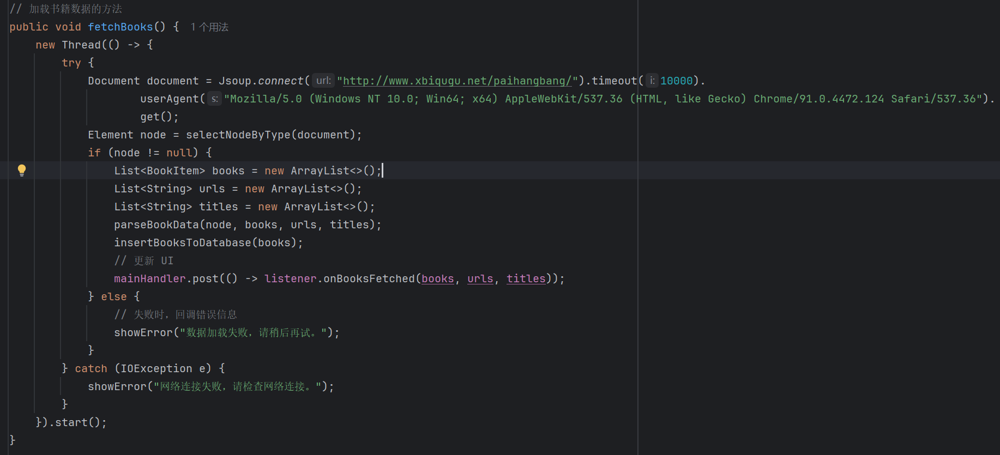 // 加载书籍数据的方法
public void fetchBooks() { 1 个用法
    new Thread(() -> {
        try {
            Document document = Jsoup.connect( url: "http://www.xbiqugu.net/paihangbang/").timeout( i: 10000).
                    userAgent( s: "Mozilla/5.0 (Windows NT 10.0; Win64; x64) AppleWebKit/537.36 (HTML, like Gecko) Chrome/91.0.4472.124 Safari/537.36").
                    get();
            Element node = selectNodeByType(document);
            if (node != null) {
                List<BookItem> books = new ArrayList<>();
                List<String> urls = new ArrayList<>();
                List<String> titles = new ArrayList<>();
                parseBookData(node, books, urls, titles);
                insertBooksToDatabase(books);
                // 更新 UI
                mainHandler.post(() -> listener.onBooksFetched(books, urls, titles));
            } else {
                // 失败时，回调错误信息
                showError("数据加载失败，请稍后再试。");
            }
        } catch (IOException e) {
            showError("网络连接失败，请检查网络连接。");
        }
    }).start();
}